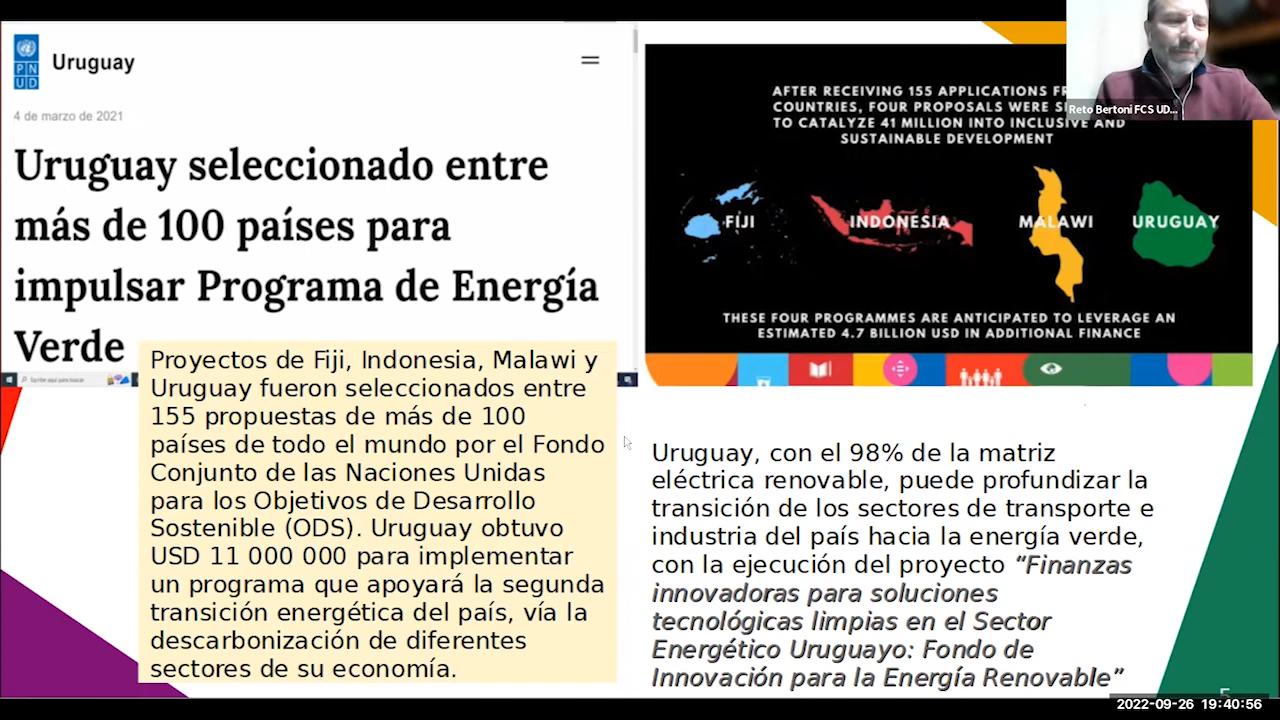 PN
UD
Uruguay
4 de marzo de 2021
Uruguay seleccionado entre
más de 100 países para
impulsar Programa de Energía
Verde
Proyectos de Fiji, Indonesia, Malawi y
Uruguay fueron seleccionados entre
155 propuestas de más de 100
países de todo el mundo por el Fondo
Conjunto de las Naciones Unidas
para los Objetivos de Desarrollo
Sostenible (ODS). Uruguay obtuvo
USD 11 000 000 para implementar
un programa que apoyará la segunda
transición energética del país, vía la
descarbonización de diferentes
sectores de su economía.
AFTER RECEIVING 155 APPLICATIONS
COUNTRIES, FOUR PROPOSALS WERE
TO CATALYZE 41 MILLION INTO INCLUSIVE AND
SUSTAINABLE DEVELOPMENT
FIJI INDONESIA MALAWI URUGUAY
THESE FOUR PROGRAMMES ARE ANTICIPATED TO LEVERAGE AN
ESTIMATED 4.7 BILLION USD IN ADDITIONAL FINANCE
Reto Bertoni FCS UD...
Uruguay, con el 98% de la matriz
eléctrica renovable, puede profundizar la
transición de los sectores de transporte e
industria del país hacia la energía verde,
con la ejecución del proyecto “Finanzas
innovadoras para soluciones
tecnológicas limpias en el Sector
Energético Uruguayo: Fondo de
Innovación para la Energía Renovable”
5
2022-09-26 19:40:56